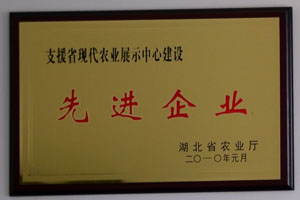 支援省现代农业展示中心建设
先进企业
湖北省农业厅
二〇一〇年元月